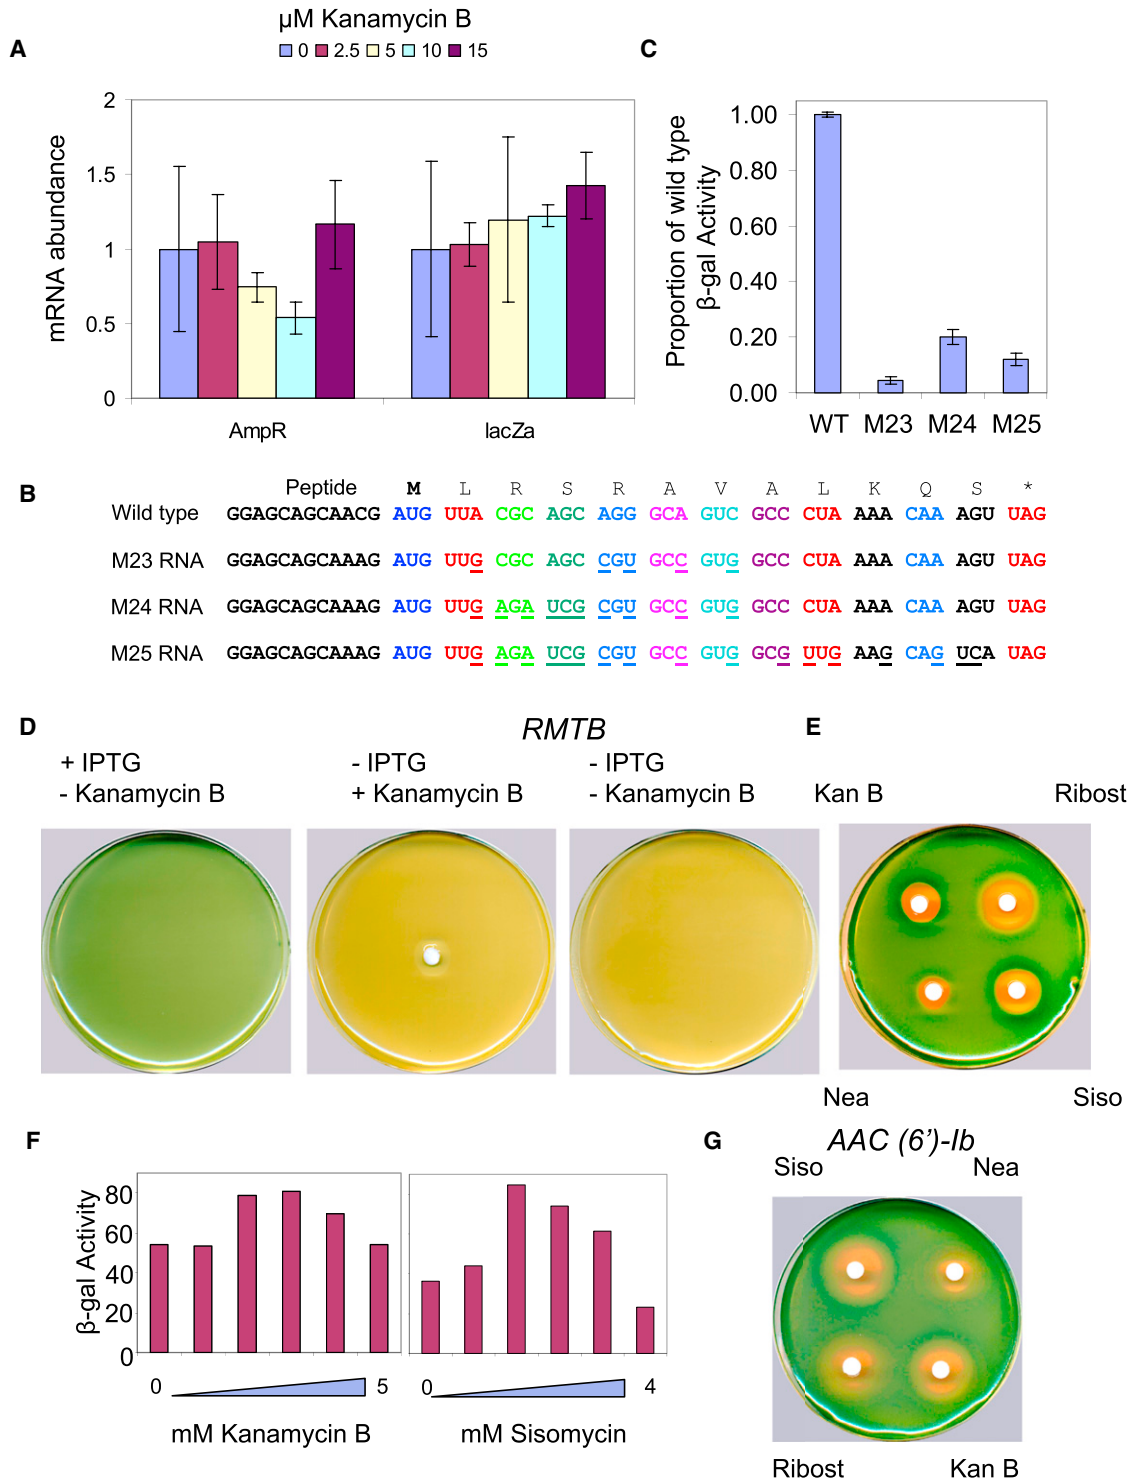 µM Kanamycin B
A
0 2.5 5 10 15
C
mRNA abundance
2
1.5
1
0.5
0
AmpR lacZa
Proportion of wild type
β-gal Activity
1.00
0.80
0.60
0.40
0.20
0.00
WT M23 M24 M25
B
Peptide M L R S R A V A L K Q S *
Wild type GGAGCAGCAACG AUG UUA CGC AGC AGG GCA GUC GCC CUA AAA CAA AGU UAG
M23 RNA GGAGCAGCAAAG AUG UUG CGC AGC CGU GCC GUG GCC CUA AAA CAA AGU UAG
M24 RNA GGAGCAGCAAAG AUG UUG AGA UCG CGU GCC GUG GCC CUA AAA CAA AGU UAG
M25 RNA GGAGCAGCAAAG AUG UUG AGA UCG CGU GCC GUG GCG UUG AAG CAG UCA UAG
D
RMTB
E
+ IPTG
- Kanamycin B
- IPTG
+ Kanamycin B
- IPTG
- Kanamycin B
Kan B Ribost
Nea Siso
F
β-gal Activity
80
60
40
20
0
0 5
mM Kanamycin B
0 4
mM Sisomycin
G
AAC (6’)-Ib
Siso Nea
Ribost Kan B